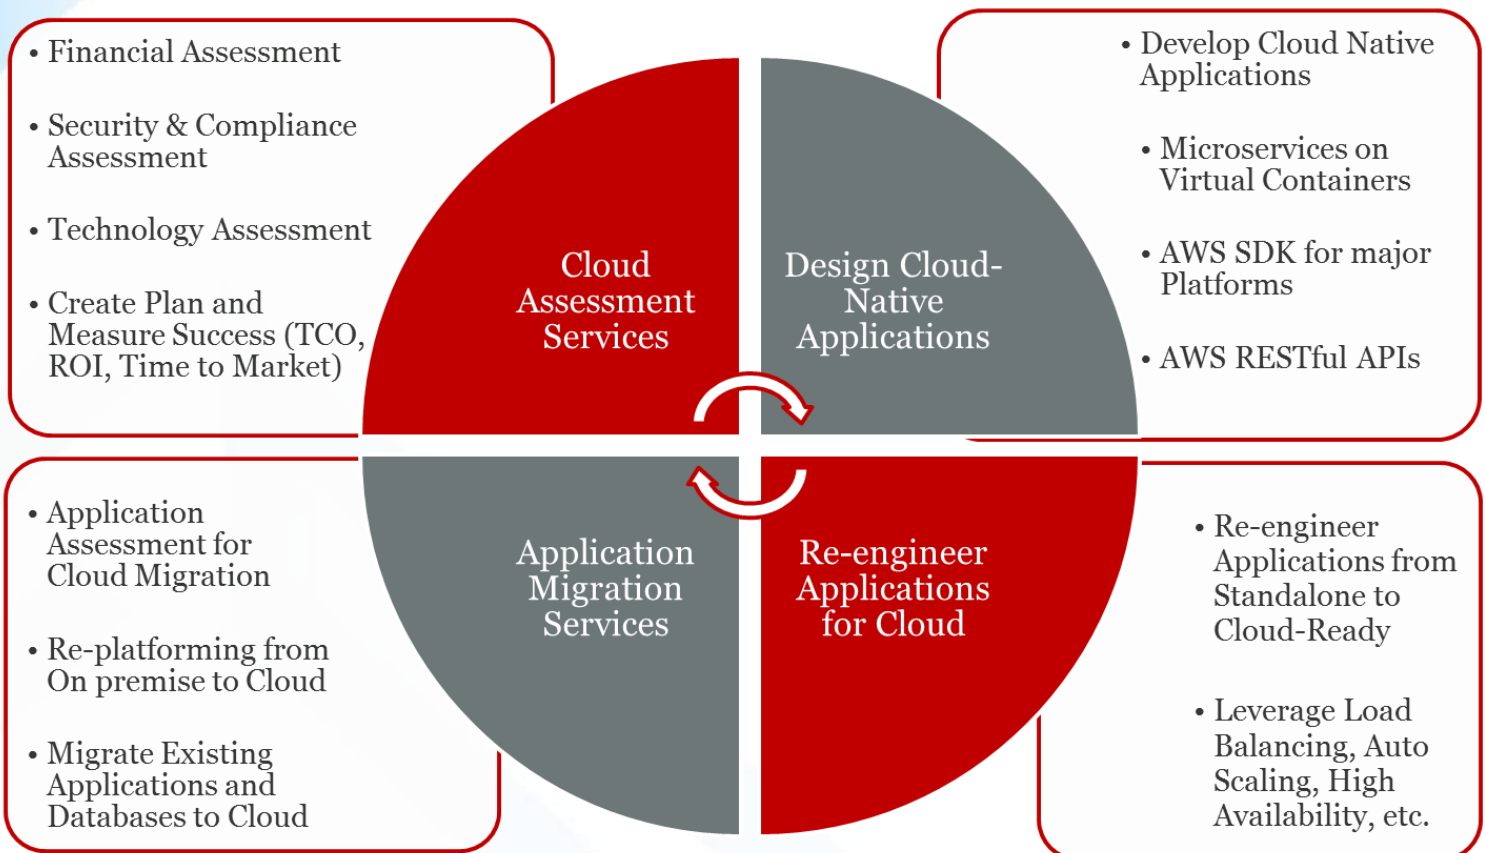 • Financial Assessment
• Security & Compliance
Assessment
• Technology Assessment
• Create Plan and
Measure Success (TCO,
ROI, Time to Market)
Cloud
Assessment
Services
Design Cloud-
Native
Applications
• Develop Cloud Native
Applications
• Microservices on
Virtual Containers
• AWS SDK for major
Platforms
• AWS RESTful APIs
• Application
Assessment for
Cloud Migration
• Re-platforming from
On premise to Cloud
• Migrate Existing
Applications and
Databases to Cloud
Application
Migration
Services
Re-engineer
Applications
for Cloud
• Re-engineer
Applications from
Standalone to
Cloud-Ready
• Leverage Load
Balancing, Auto
Scaling, High
Availability, etc.